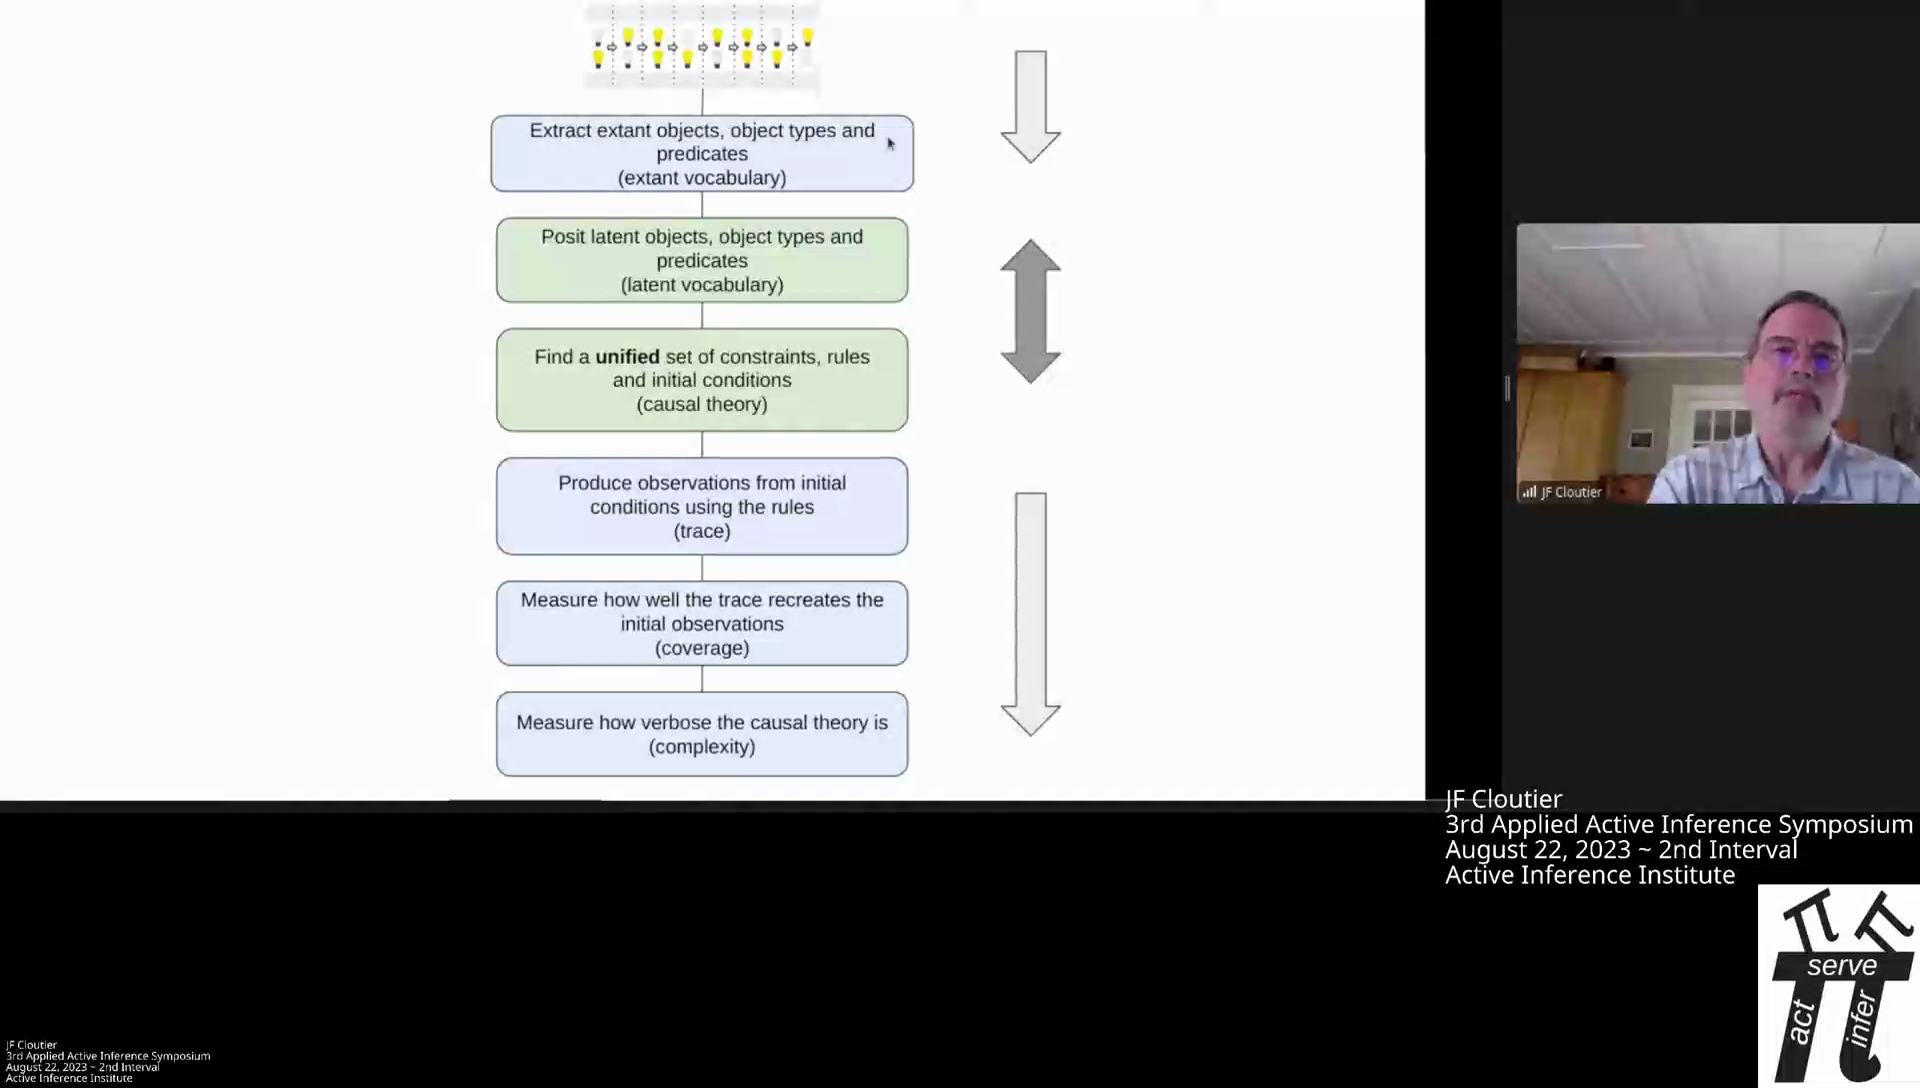 Extract extant objects, object types and
predicates
(extant vocabulary)
Posit latent objects, object types and
predicates
(latent vocabulary)
Find a unified set of constraints, rules
and initial conditions
(causal theory)
Produce observations from initial
conditions using the rules
(trace)
Measure how well the trace recreates the
initial observations
(coverage)
Measure how verbose the causal theory is
(complexity)
JF Cloutier
JF Cloutier
3rd Applied Active Inference Symposium
August 22, 2023 ~ 2nd Interval
Active Inference Institute
serve
act
infer
JF Cloutier
3rd Applied Active Inference Symposium
August 22, 2023 ~ 2nd Interval
Active Inference Institute